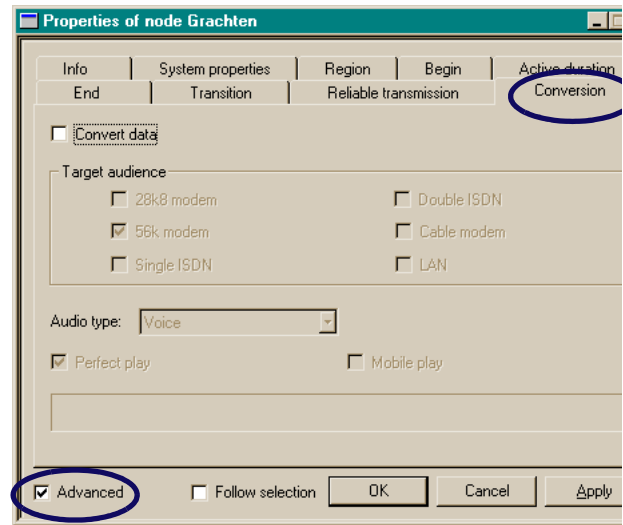 Properties of node Grachten
Info System properties Region Begin Active duration
End Transition Reliable transmission Conversion
Convert data
Target audience
28k8 modem Double ISDN
56k modem Cable modem
Single ISDN LAN
Audio type: Voice
Perfect play Mobile play
Advanced Follow selection OK Cancel Apply